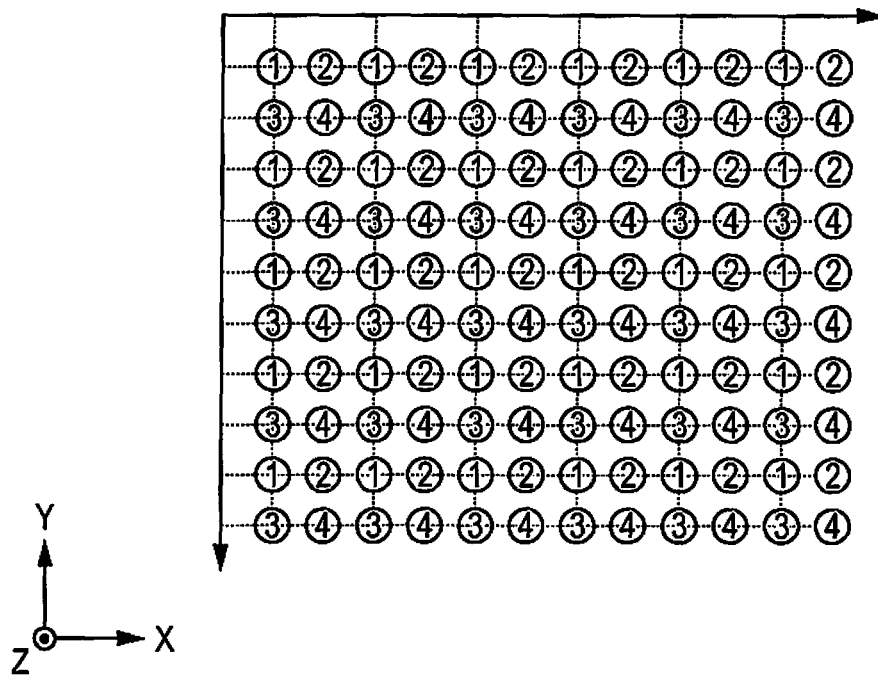 ① ② ① ② ① ② ① ② ① ② ① ②
③ ④ ③ ④ ③ ④ ③ ④ ③ ④ ③ ④
① ② ① ② ① ② ① ② ① ② ① ②
③ ④ ③ ④ ③ ④ ③ ④ ③ ④ ③ ④
① ② ① ② ① ② ① ② ① ② ① ②
③ ④ ③ ④ ③ ④ ③ ④ ③ ④ ③ ④
① ② ① ② ① ② ① ② ① ② ① ②
③ ④ ③ ④ ③ ④ ③ ④ ③ ④ ③ ④
① ② ① ② ① ② ① ② ① ② ① ②
③ ④ ③ ④ ③ ④ ③ ④ ③ ④ ③ ④
Y
X
Z